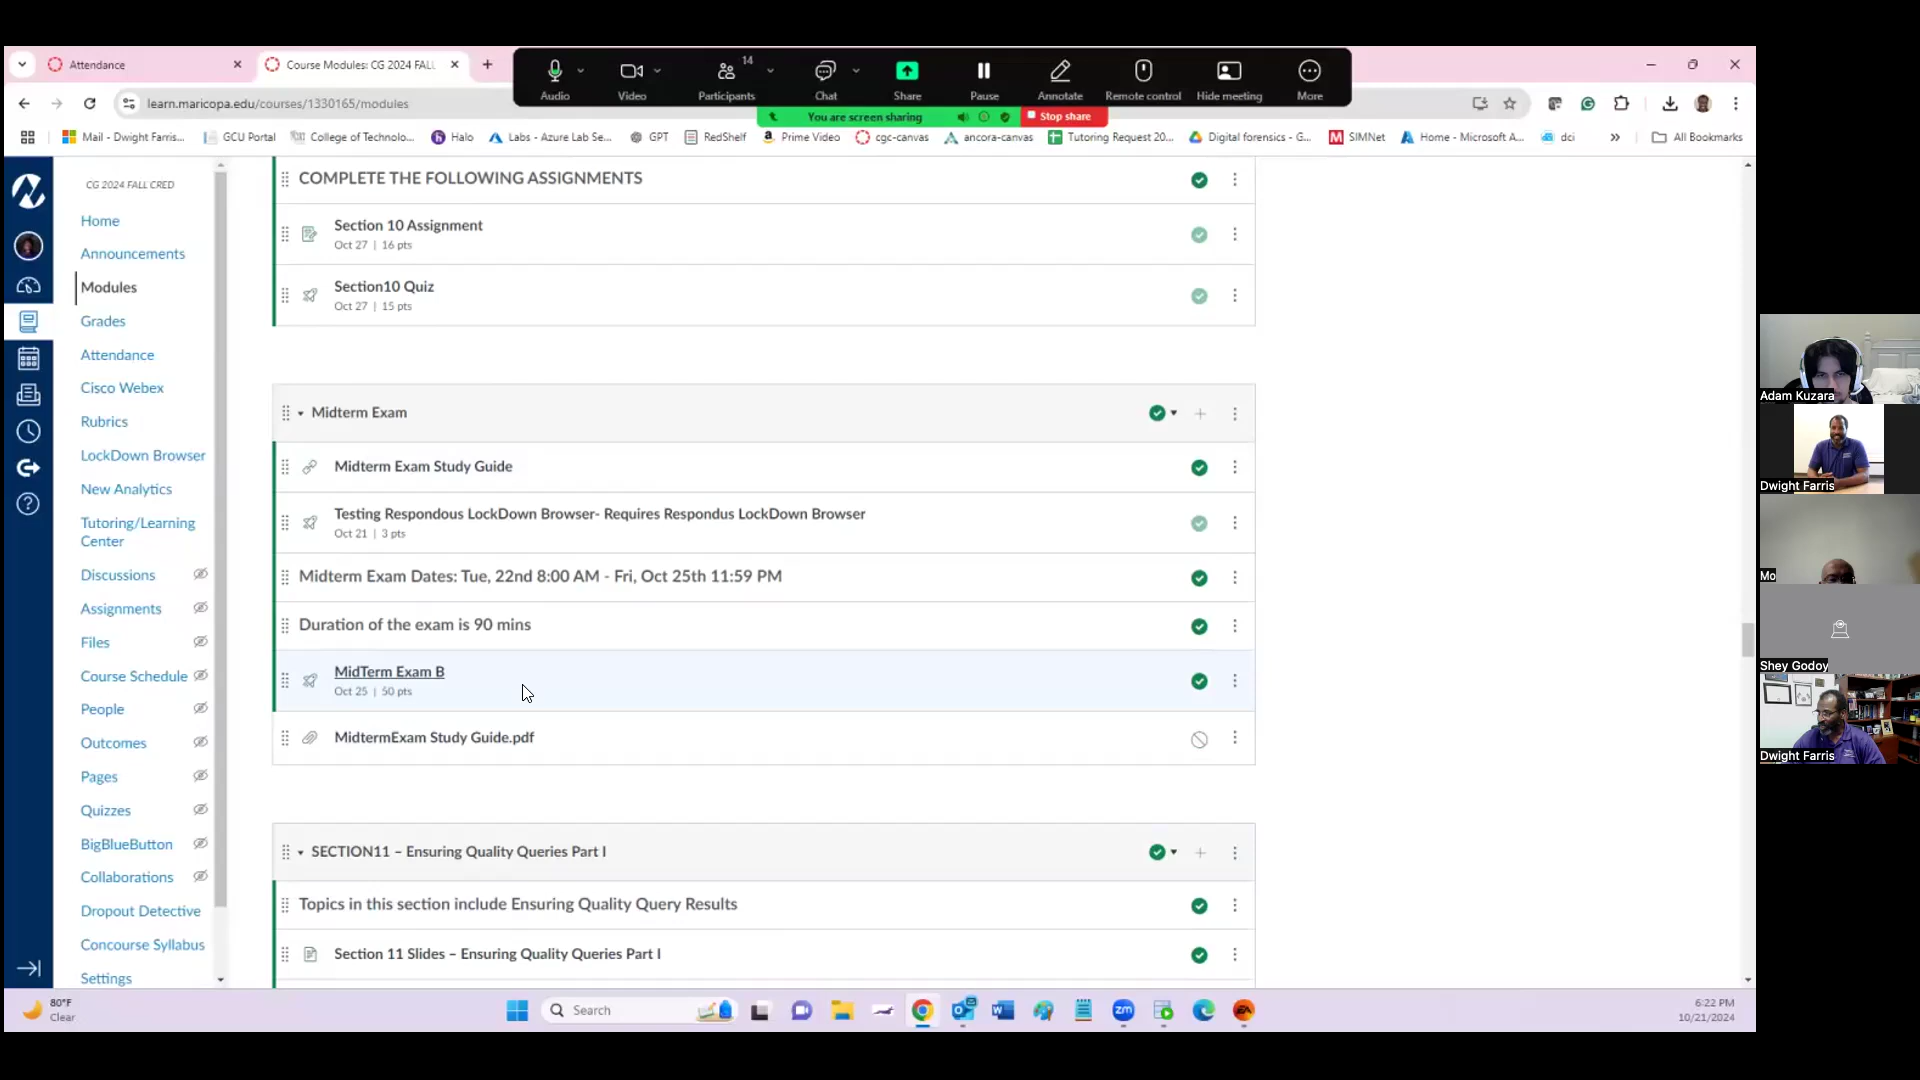 Attendance
Course Modules: CG 2024 FALL
14
Audio
Video
Participants
Chat
Share
Pause
Annotate
Remote control
Hide meeting
More
learn.maricopa.edu/courses/1330165/modules
You are screen sharing
Stop share
Mail - Dwight Farris...
GCU Portal
College of Technolo...
Halo
Labs - Azure Lab Se...
GPT
RedShelf
Prime Video
cgc-canvas
ancora-canvas
Tutoring Request 20...
Digital forensics - G...
SIMNet
Home - Microsoft A...
dci
All Bookmarks
CG 2024 FALL CRED
Home
Announcements
Modules
Grades
Attendance
Cisco Webex
Rubrics
LockDown Browser
New Analytics
Tutoring/Learning
Center
Discussions
Assignments
Files
Course Schedule
People
Outcomes
Pages
Quizzes
BigBlueButton
Collaborations
Dropout Detective
Concourse Syllabus
Settings
COMPLETE THE FOLLOWING ASSIGNMENTS
Section 10 Assignment
Oct 27 | 16 pts
Section10 Quiz
Oct 27 | 15 pts
Midterm Exam
Midterm Exam Study Guide
Testing Respondous LockDown Browser- Requires Respondus LockDown Browser
Oct 21 | 3 pts
Midterm Exam Dates: Tue, 22nd 8:00 AM - Fri, Oct 25th 11:59 PM
Duration of the exam is 90 mins
MidTerm Exam B
Oct 25 | 50 pts
MidtermExam Study Guide.pdf
SECTION11 – Ensuring Quality Queries Part I
Topics in this section include Ensuring Quality Query Results
Section 11 Slides – Ensuring Quality Queries Part I
Adam Kuzara
Dwight Farris
Mo
Shey Godoy
Dwight Farris
80°F
Clear
Search
zm
6:22 PM
10/21/2024